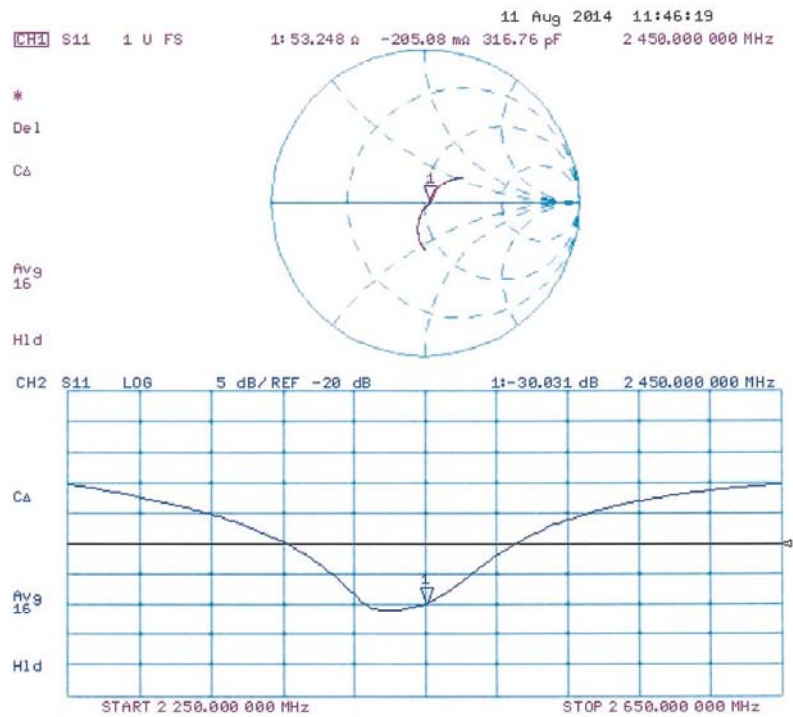 11 Aug 2014 11:46:19
CH1 S11 1 U FS 1: 53.248 Ω -205.08 mΩ 316.76 pF 2 450.000 000 MHz
*
Del
CΔ
1
Avg
16
Hld
CH2 S11 LOG 5 dB/REF -20 dB 1:-30.031 dB 2 450.000 000 MHz
CΔ
1
Avg
16
Hld
START 2 250.000 000 MHz STOP 2 650.000 000 MHz